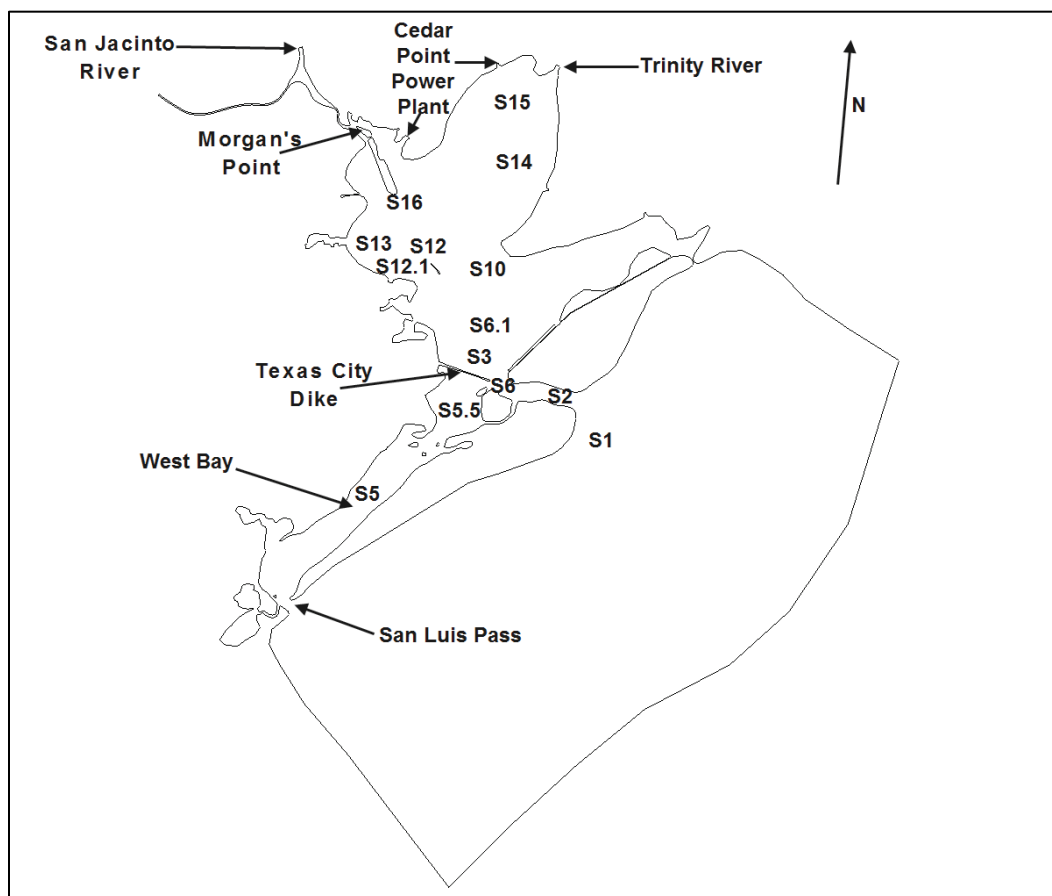 San Jacinto
River
Cedar
Point
Power
Plant
Trinity River
N
Morgan's
Point
S15
S14
S16
S13
S12
S12.1
S10
S6.1
S3
Texas City
Dike
S6
S2
S5.5
S1
West Bay
S5
San Luis Pass